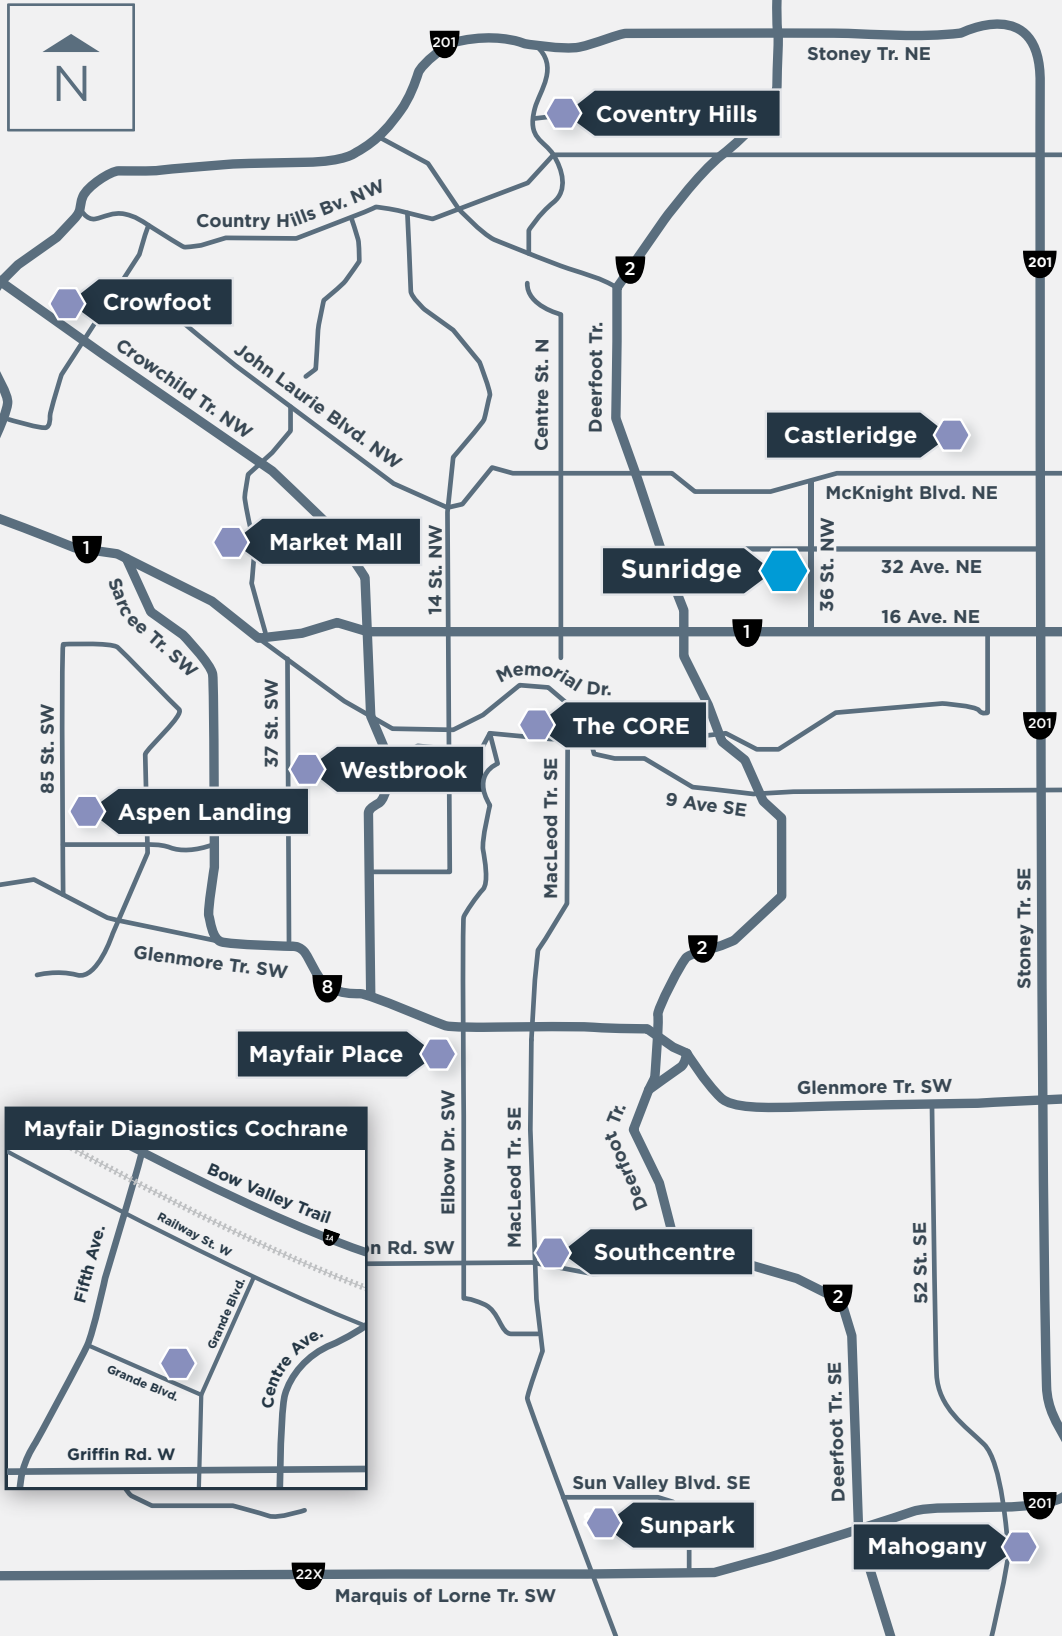 N
201
Stoney Tr. NE
Coventry Hills
Country Hills Bv. NW
2
201
Crowfoot
Crowchild Tr. NW
John Laurie Blvd. NW
Centre St. N
Deerfoot Tr.
Castleridge
McKnight Blvd. NE
Market Mall
14 St. NW
1
Sunridge
36 St. NW
32 Ave. NE
16 Ave. NE
1
Sarcee Tr. SW
Memorial Dr.
85 St. SW
37 St. SW
The CORE
201
Westbrook
MacLeod Tr. SE
9 Ave SE
Aspen Landing
Stoney Tr. SE
2
Glenmore Tr. SW
8
Mayfair Place
Glenmore Tr. SW
Elbow Dr. SW
MacLeod Tr. SE
Deerfoot Tr.
Mayfair Diagnostics Cochrane
Bow Valley Trail
1A
Railway St. W
Fifth Ave.
Grande Blvd.
Centre Ave.
Grande Blvd.
Griffin Rd. W
on Rd. SW
Southcentre
52 St. SE
2
Deerfoot Tr. SE
Sun Valley Blvd. SE
201
Sunpark
Mahogany
22X
Marquis of Lorne Tr. SW